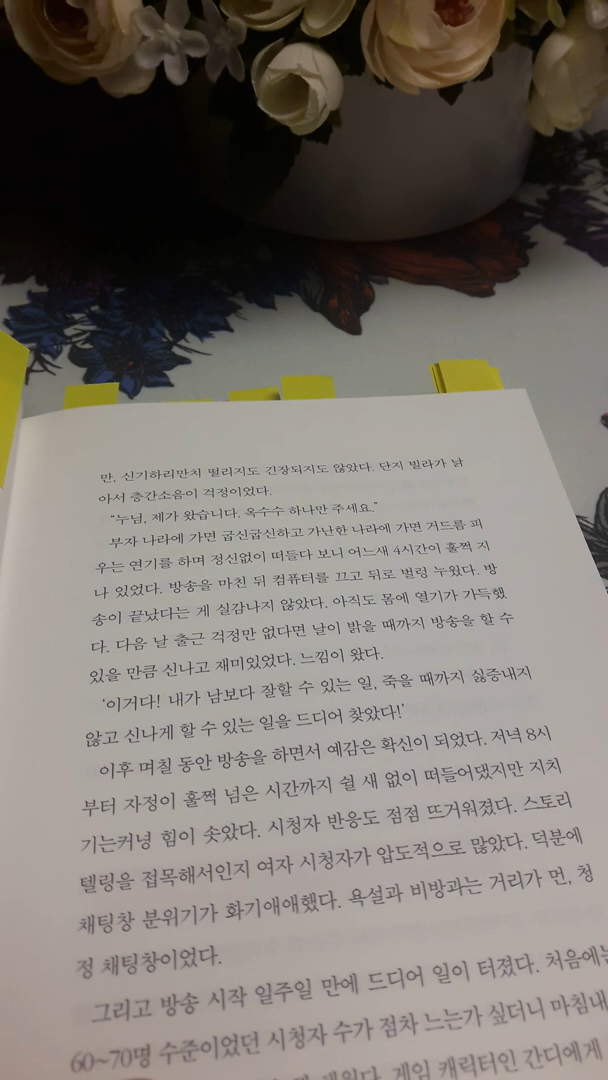 만, 신기하리만치 떨리지도 긴장되지도 않았다. 단지 빌라가 낡
아서 층간소음이 걱정이었다.
“누님, 제가 왔습니다. 옥수수 하나만 주세요.”
부자 나라에 가면 굽신굽신하고 가난한 나라에 가면 거드름 피
우는 연기를 하며 정신없이 떠들다 보니 어느새 4시간이 훌쩍 지
나 있었다. 방송을 마친 뒤 컴퓨터를 끄고 뒤로 벌렁 누웠다. 방
송이 끝났다는 게 실감나지 않았다. 아직도 몸에 열기가 가득했
다. 다음 날 출근 걱정만 없다면 날이 밝을 때까지 방송을 할 수
있을 만큼 신나고 재미있었다. 느낌이 왔다.
‘이거다! 내가 남보다 잘할 수 있는 일, 죽을 때까지 싫증내지
않고 신나게 할 수 있는 일을 드디어 찾았다!’
이후 며칠 동안 방송을 하면서 예감은 확신이 되었다. 저녁 8시
부터 자정이 훌쩍 넘은 시간까지 쉴 새 없이 떠들어댔지만 지치
기는커녕 힘이 솟았다. 시청자 반응도 점점 뜨거워졌다. 스토리
텔링을 접목해서인지 여자 시청자가 압도적으로 많았다. 덕분에
채팅창 분위기가 화기애애했다. 욕설과 비방과는 거리가 먼, 청
정 채팅창이었다.
그리고 방송 시작 일주일 만에 드디어 일이 터졌다. 처음에는
60~70명 수준이었던 시청자 수가 점차 느는가 싶더니 마침내
게임 캐릭터인 간디에게